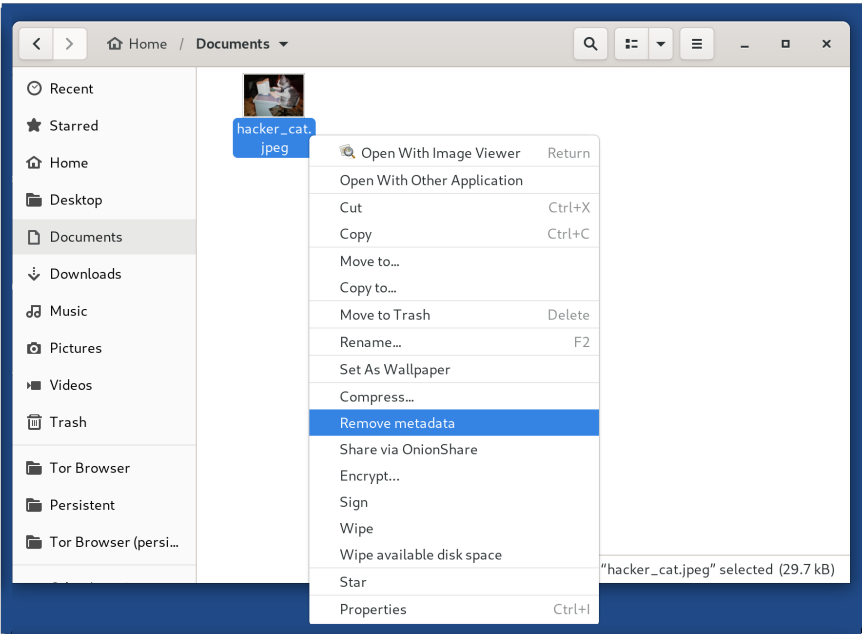 Home / Documents
Recent
Starred
Home
Desktop
Documents
Downloads
Music
Pictures
Videos
Trash
Tor Browser
Persistent
Tor Browser (persi...
hacker_cat.
jpeg
Open With Image Viewer Return
Open With Other Application
Cut Ctrl+X
Copy Ctrl+C
Move to...
Copy to...
Move to Trash Delete
Rename... F2
Set As Wallpaper
Compress...
Remove metadata
Share via OnionShare
Encrypt...
Sign
Wipe
Wipe available disk space
Star
Properties Ctrl+I
"hacker_cat.jpeg" selected (29.7 kB)